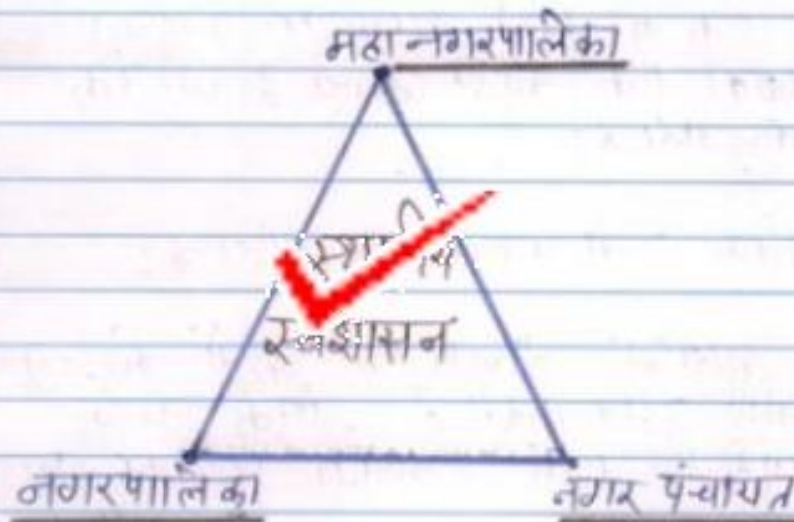 महानगरपालिका
स्थानीय
स्वशासन
नगरपालिका
नगर पंचायत